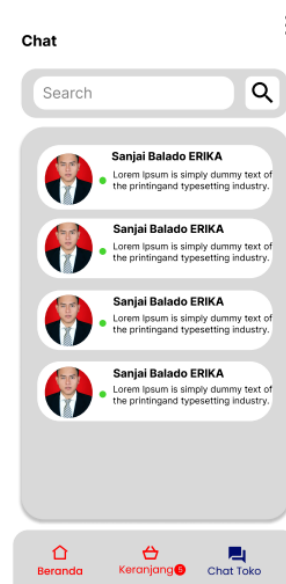 Chat
Search
Sanjai Balado ERIKA
Lorem Ipsum is simply dummy text of
the printingand typesetting industry.
Sanjai Balado ERIKA
Lorem Ipsum is simply dummy text of
the printingand typesetting industry.
Sanjai Balado ERIKA
Lorem Ipsum is simply dummy text of
the printingand typesetting industry.
Sanjai Balado ERIKA
Lorem Ipsum is simply dummy text of
the printingand typesetting industry.
Beranda
Keranjang 5
Chat Toko